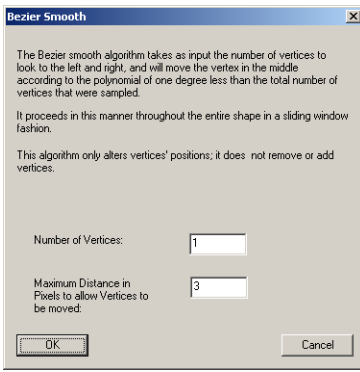 Bezier Smooth
The Bezier smooth algorithm takes as input the number of vertices to
look to the left and right, and will move the vertex in the middle
according to the polynomial of one degree less than the total number of
vertices that were sampled.
It proceeds in this manner throughout the entire shape in a sliding window
fashion.
This algorithm only alters vertices' positions; it does  not remove or add
vertices.
Number of Vertices: 1
Maximum Distance in
Pixels to allow Vertices to
be moved:
3
OK
Cancel